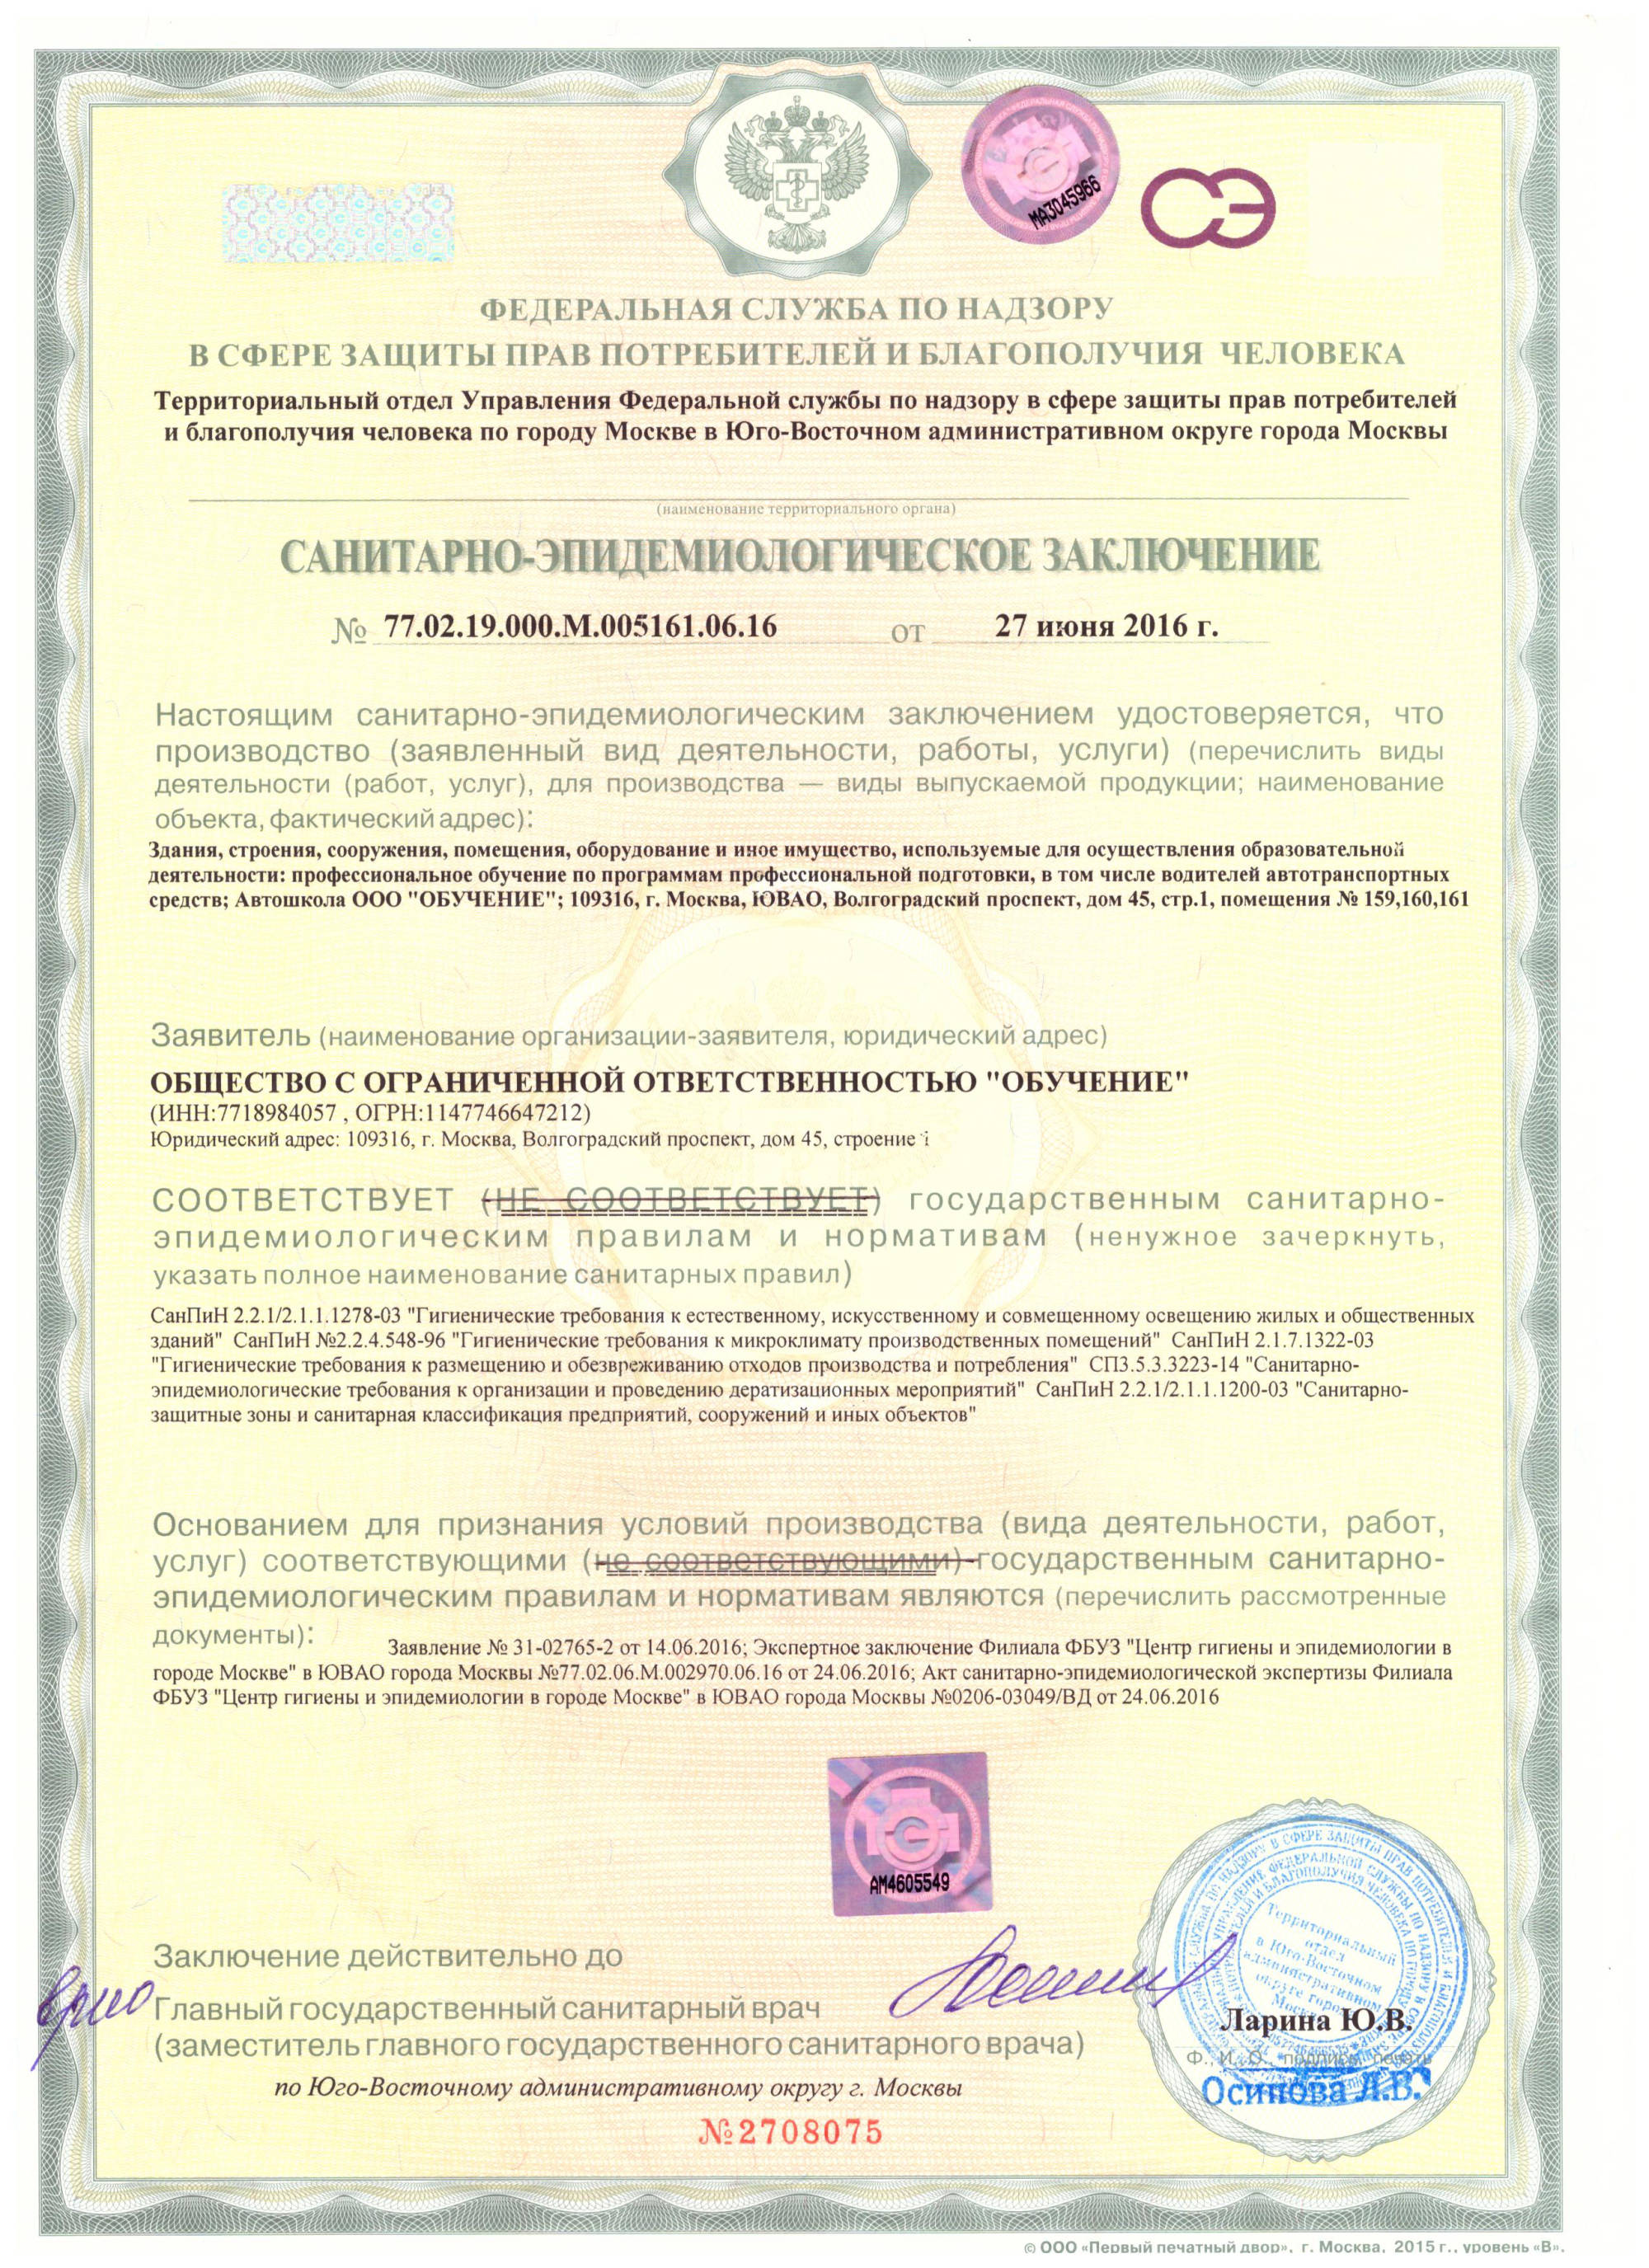 МА3045966
СЭ
ФЕДЕРАЛЬНАЯ СЛУЖБА ПО НАДЗОРУ
В СФЕРЕ ЗАЩИТЫ ПРАВ ПОТРЕБИТЕЛЕЙ И БЛАГОПОЛУЧИЯ ЧЕЛОВЕКА
Территориальный отдел Управления Федеральной службы по надзору в сфере защиты прав потребителей
и благополучия человека по городу Москве в Юго-Восточном административном округе города Москвы
(наименование территориального органа)
САНИТАРНО-ЭПИДЕМИОЛОГИЧЕСКОЕ ЗАКЛЮЧЕНИЕ
№ 77.02.19.000.М.005161.06.16 от 27 июня 2016 г.
Настоящим санитарно-эпидемиологическим заключением удостоверяется, что
производство (заявленный вид деятельности, работы, услуги) (перечислить виды
деятельности (работ, услуг), для производства — виды выпускаемой продукции; наименование
объекта, фактический адрес):
Здания, строения, сооружения, помещения, оборудование и иное имущество, используемые для осуществления образовательной
деятельности: профессиональное обучение по программам профессиональной подготовки, в том числе водителей автотранспортных
средств; Автошкола ООО "ОБУЧЕНИЕ"; 109316, г. Москва, ЮВАО, Волгоградский проспект, дом 45, стр.1, помещения № 159,160,161
Заявитель (наименование организации-заявителя, юридический адрес)
ОБЩЕСТВО С ОГРАНИЧЕННОЙ ОТВЕТСТВЕННОСТЬЮ "ОБУЧЕНИЕ"
(ИНН:7718984057 , ОГРН:1147746647212)
Юридический адрес: 109316, г. Москва, Волгоградский проспект, дом 45, строение 1
СООТВЕТСТВУЕТ (НЕ СООТВЕТСТВУЕТ) государственным санитарно-
эпидемиологическим правилам и нормативам (ненужное зачеркнуть,
указать полное наименование санитарных правил)
СанПиН 2.2.1/2.1.1.1278-03 "Гигиенические требования к естественному, искусственному и совмещенному освещению жилых и общественных
зданий" СанПиН №2.2.4.548-96 "Гигиенические требования к микроклимату производственных помещений" СанПиН 2.1.7.1322-03
"Гигиенические требования к размещению и обезвреживанию отходов производства и потребления" СП3.5.3.3223-14 "Санитарно-
эпидемиологические требования к организации и проведению дератизационных мероприятий" СанПиН 2.2.1/2.1.1.1200-03 "Санитарно-
защитные зоны и санитарная классификация предприятий, сооружений и иных объектов"
Основанием для признания условий производства (вида деятельности, работ,
услуг) соответствующими (не соответствующими) государственным санитарно-
эпидемиологическим правилам и нормативам являются (перечислить рассмотренные
документы):
Заявление № 31-02765-2 от 14.06.2016; Экспертное заключение Филиала ФБУЗ "Центр гигиены и эпидемиологии в
городе Москве" в ЮВАО города Москвы №77.02.06.М.002970.06.16 от 24.06.2016; Акт санитарно-эпидемиологической экспертизы Филиала
ФБУЗ "Центр гигиены и эпидемиологии в городе Москве" в ЮВАО города Москвы №0206-03049/ВД от 24.06.2016
АМ4605549
Территориальный
отдел
в Юго-Восточном
административном
округе города
Москвы
Заключение действительно до
врио
Главный государственный санитарный врач
(заместитель главного государственного санитарного врача)
Ларина Ю.В.
Ф., И., О., подпись, печать
Осипова Л.В.
по Юго-Восточному административному округу г. Москвы
№2708075
© ООО «Первый печатный двор», г. Москва, 2015 г., уровень «В».